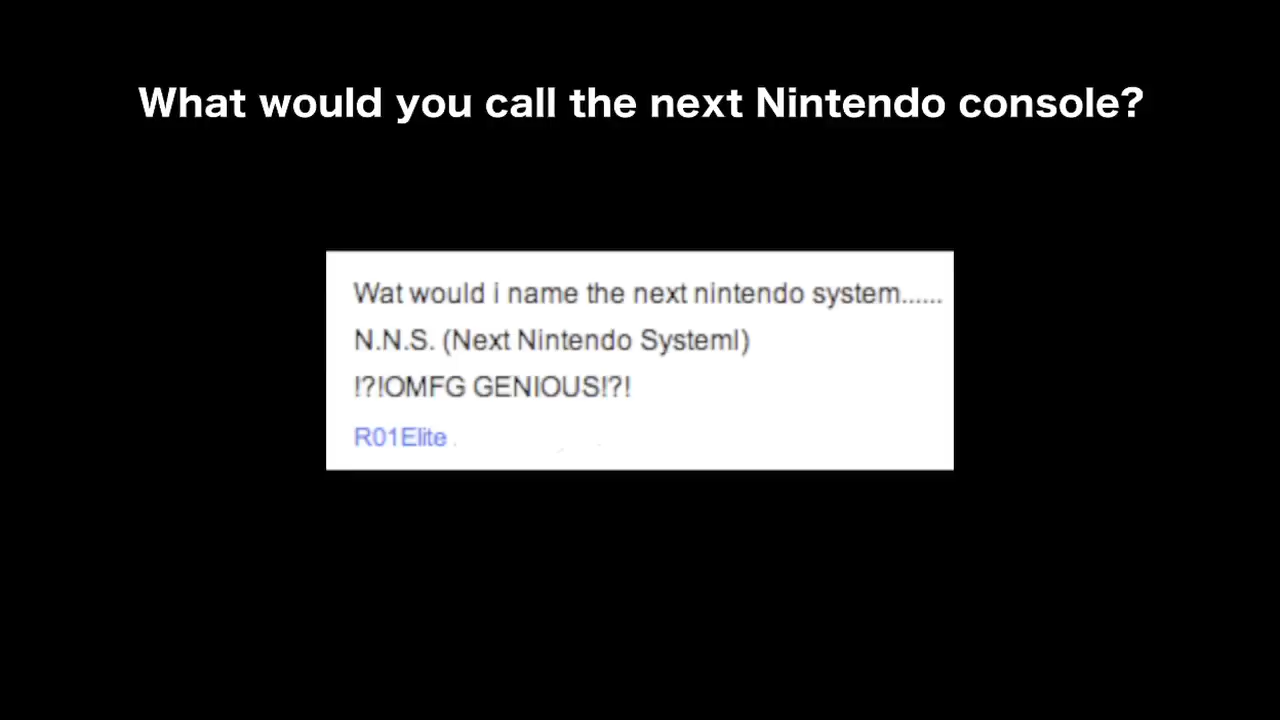 What would you call the next Nintendo console?
Wat would i name the next nintendo system......
N.N.S. (Next Nintendo System!)
!?!OMFG GENIOUS!?!
R01Elite